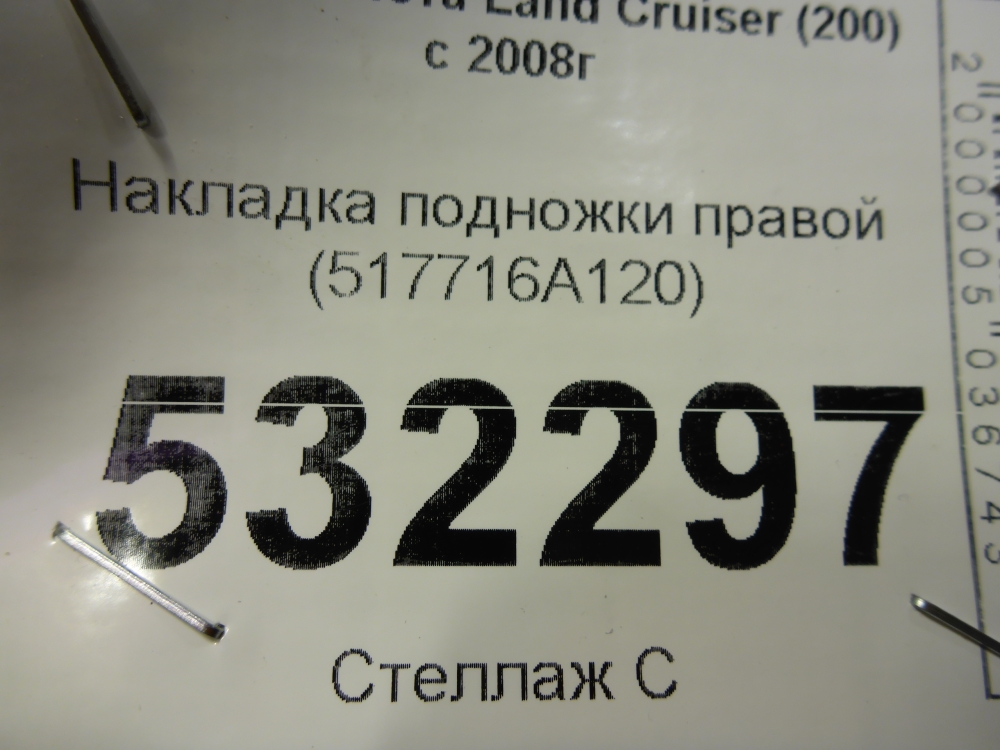 Land Cruiser (200)
с 2008г
Накладка подножки правой
(517716A120)
532297
Стеллаж С